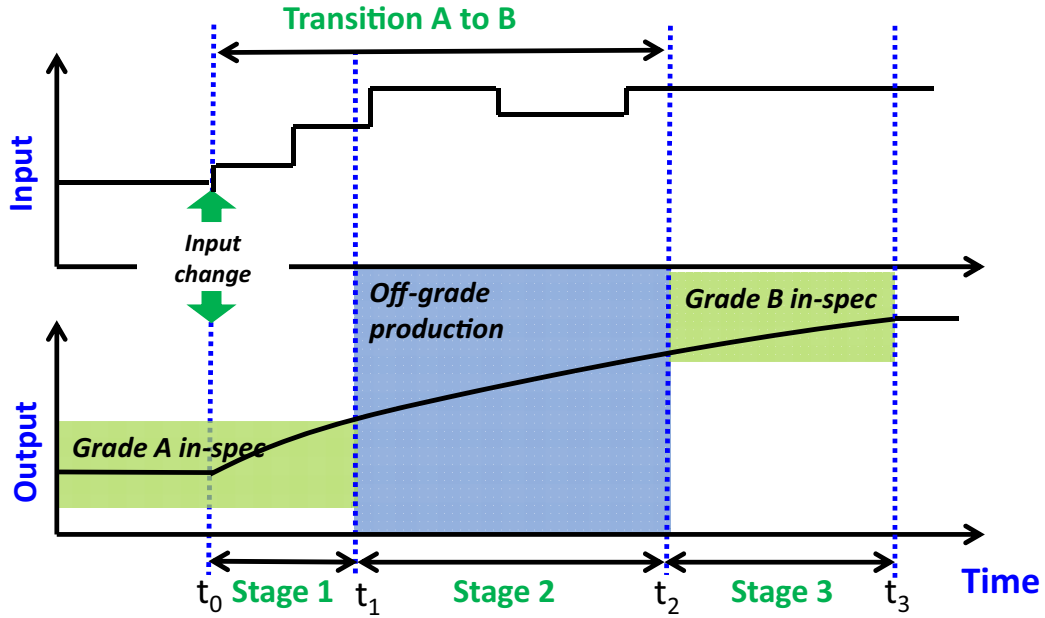 Transition A to B
Input
Input
change
Off-grade
production
Grade B in-spec
Output
Grade A in-spec
t0 Stage 1 t1 Stage 2 t2 Stage 3 t3 Time